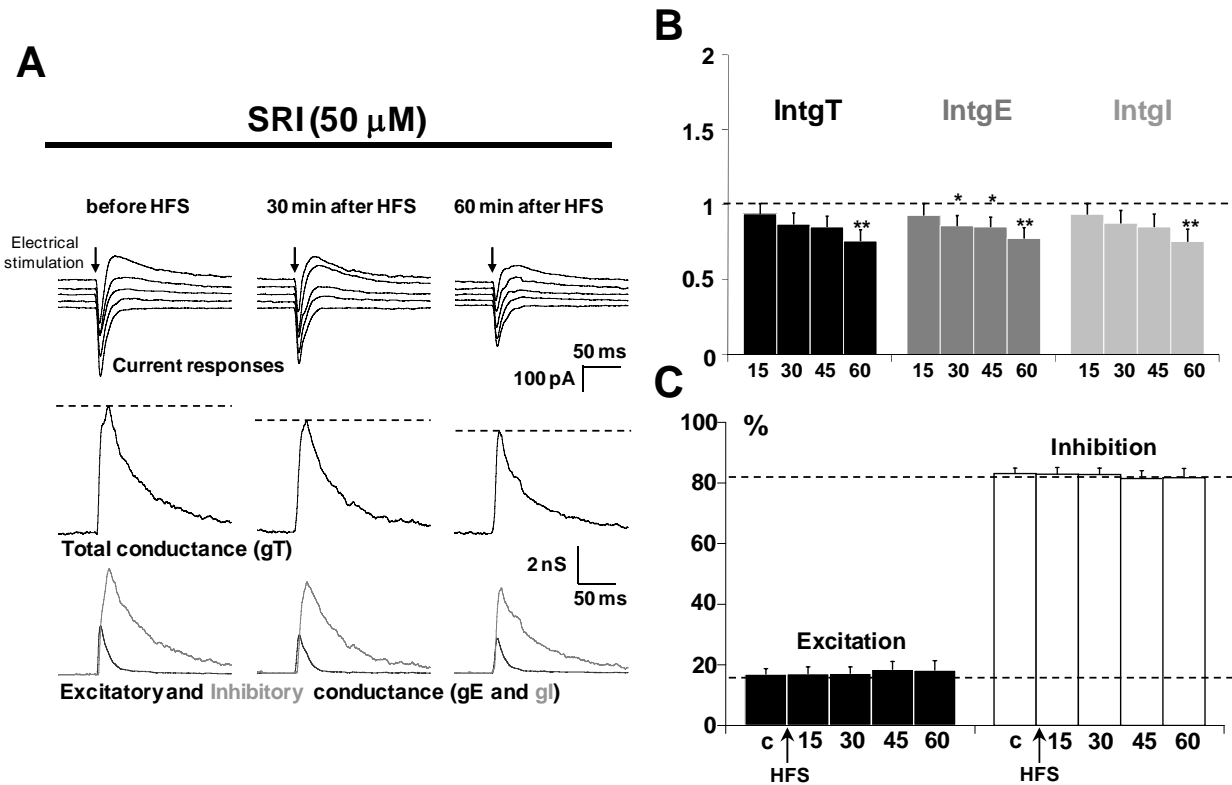 A
SRI (50 μM)
before HFS
30 min after HFS
60 min after HFS
Electrical
stimulation
Current responses
50 ms
100 pA
Total conductance (gT)
2 nS
50 ms
Excitatory and Inhibitory conductance (gE and gI)
B
2
1.5
1
0.5
0
IntgT
IntgE
IntgI
**
*
*
**
**
15 30 45 60
15 30 45 60
15 30 45 60
C
%
100
80
60
40
20
0
Excitation
Inhibition
c 15 30 45 60
HFS
c 15 30 45 60
HFS